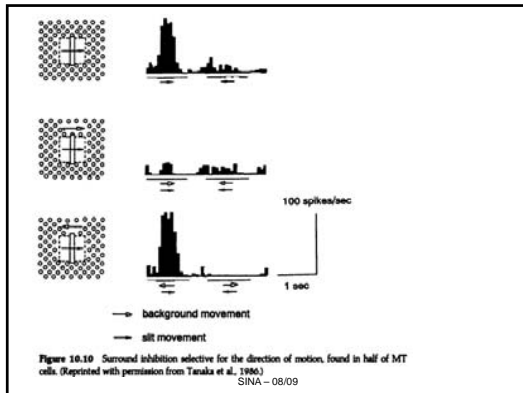 100 spikes/sec
1 sec
background movement
slit movement
Figure 10.10 Surround inhibition selective for the direction of motion, found in half of MT
cells. (Reprinted with permission from Tanaka et al., 1986.)
SINA – 08/09